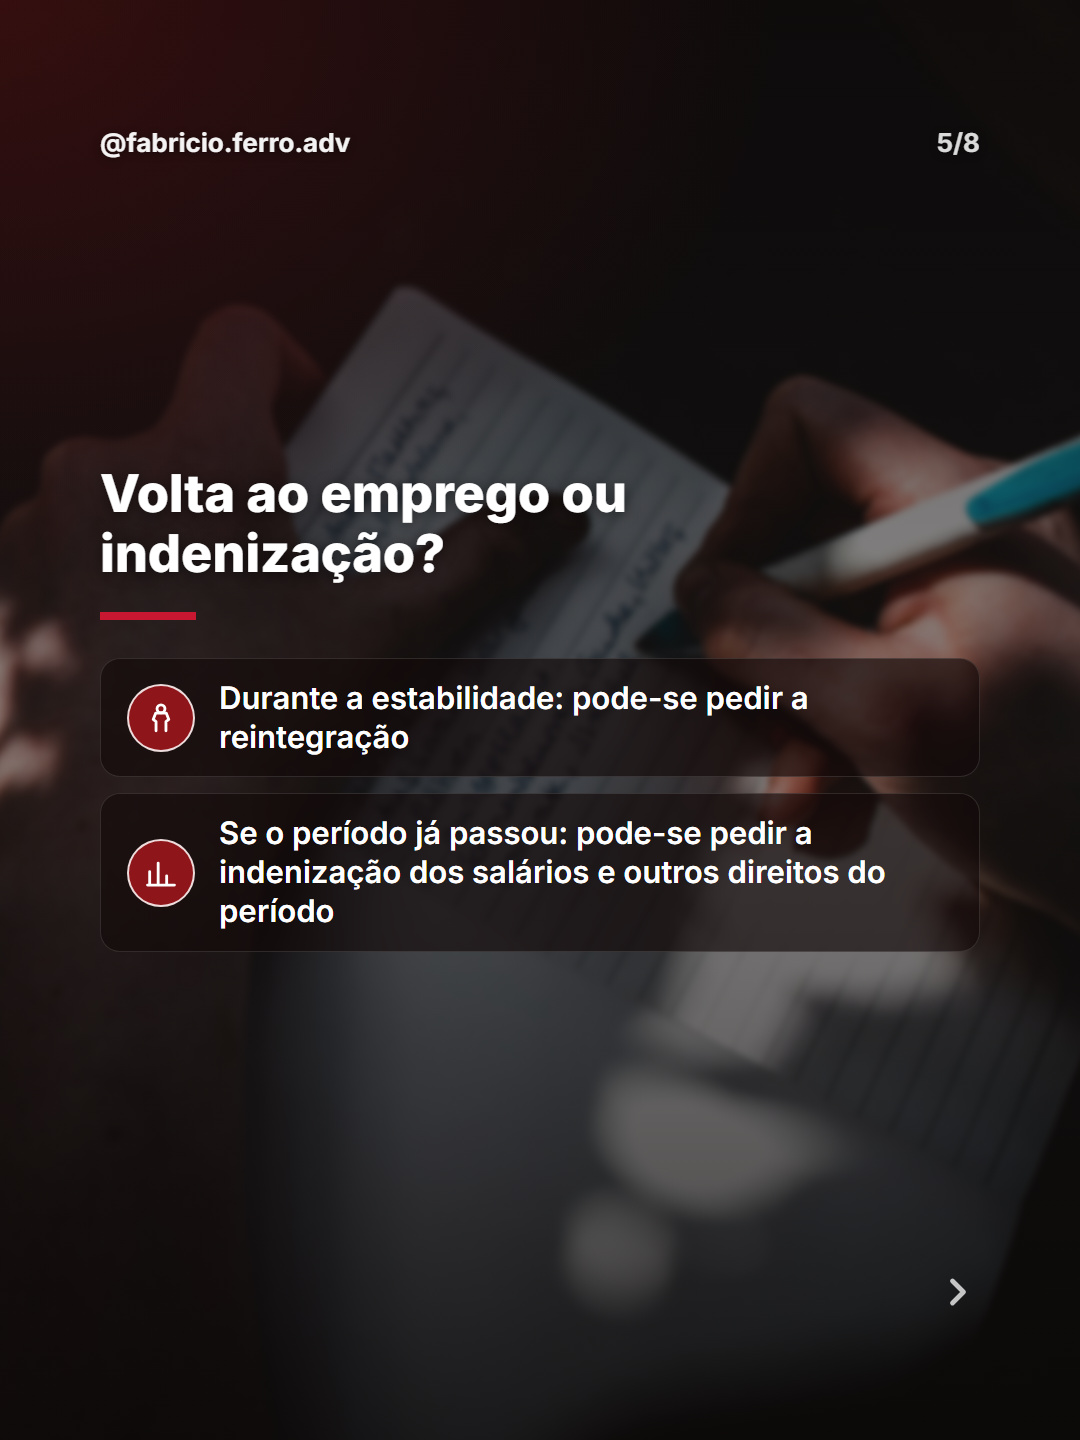 @fabricio.ferro.adv
5/8
Volta ao emprego ou
indenização?
Durante a estabilidade: pode-se pedir a
reintegração
Se o período já passou: pode-se pedir a
indenização dos salários e outros direitos do
período